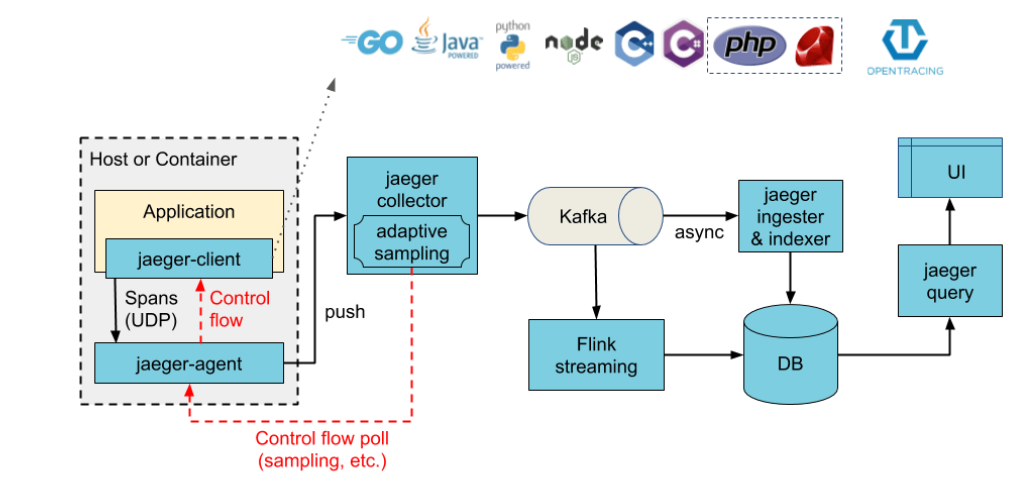 GO
Java
POWERED
python
powered
node
JS
C++
C#
php
OPENTRACING
Host or Container
Application
jaeger-client
Spans
(UDP)
Control
flow
jaeger-agent
push
jaeger
collector
adaptive
sampling
Control flow poll
(sampling, etc.)
Kafka
async
Flink
streaming
jaeger
ingester
& indexer
DB
UI
jaeger
query